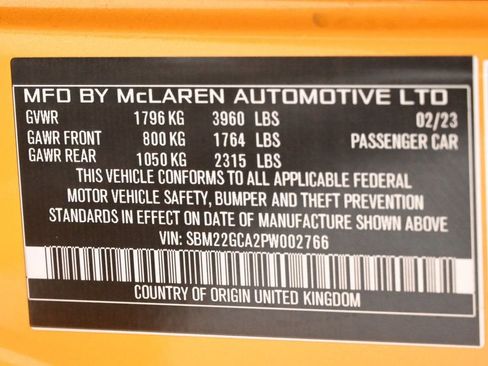 MFD BY McLAREN AUTOMOTIVE LTD
GVWR 1796 KG 3960 LBS 02/23
GAWR FRONT 800 KG 1764 LBS PASSENGER CAR
GAWR REAR 1050 KG 2315 LBS
THIS VEHICLE CONFORMS TO ALL APPLICABLE FEDERAL
MOTOR VEHICLE SAFETY, BUMPER AND THEFT PREVENTION
STANDARDS IN EFFECT ON DATE OF MANUFACTURE SHOWN ABOVE
VIN: SBM22GCA2PW002766
COUNTRY OF ORIGIN UNITED KINGDOM